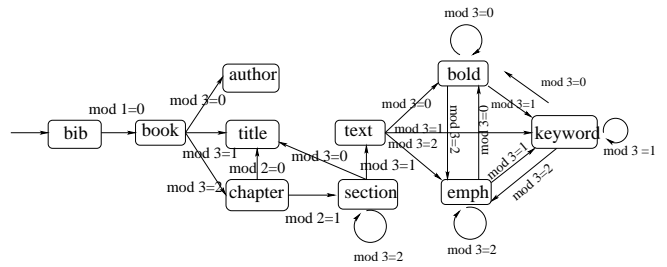 mod 3=0
author
bold
mod 3=0
mod 1=0
mod 3=0
mod 3=0
mod 3=1
bib
book
title
text
mod 3=1
keyword
mod 3=1
mod 3=0
mod 3=2
mod 3=2
mod 3=0
mod 3=1
mod 2=0
mod 3=1
mod 3=1
mod 3=2
mod 3=2
chapter
section
emph
mod 2=1
mod 3=2
mod 3=2